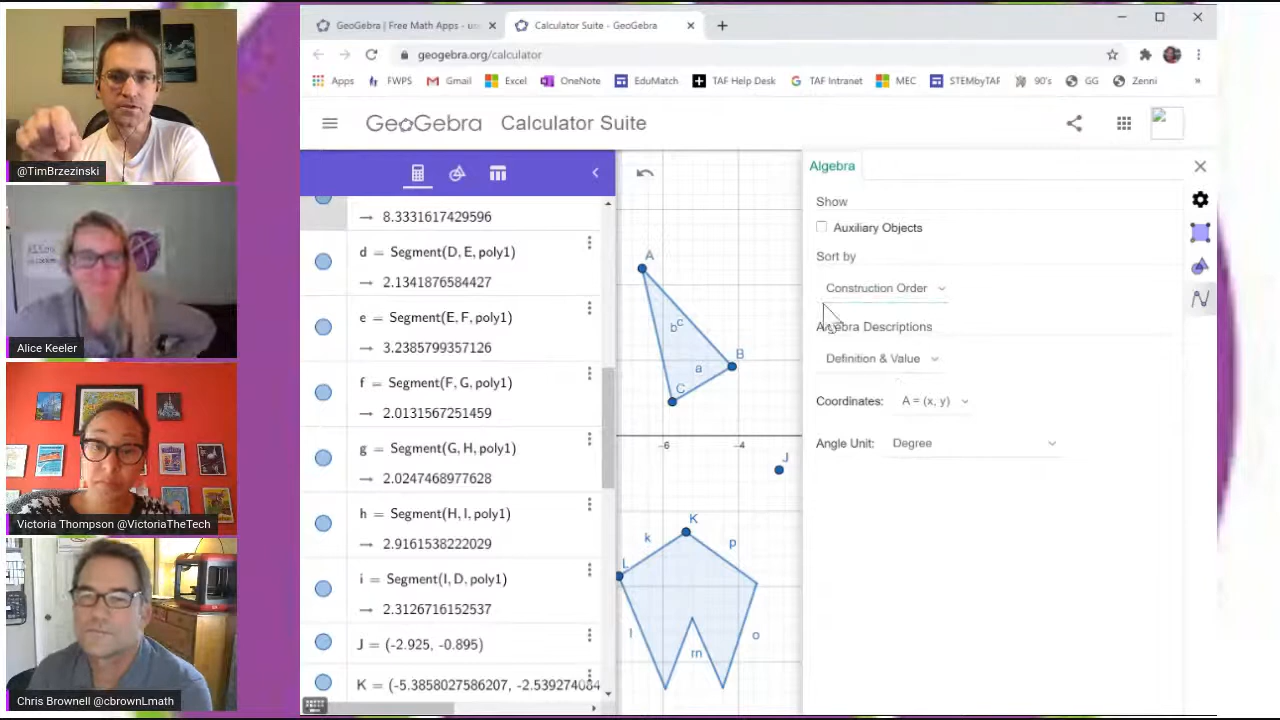 @TimBrzezinski
Alice Keeler
Victoria Thompson @VictoriaTheTech
Chris Brownell @cbrownLmath
GeoGebra | Free Math Apps - us
Calculator Suite - GeoGebra
geogebra.org/calculator
Apps
FWPS
Gmail
Excel
OneNote
EduMatch
TAF Help Desk
TAF Intranet
MEC
STEMbyTAF
90's
GG
Zenni
»
GeoGebra Calculator Suite
→ 8.3331617429596
d = Segment(D, E, poly1)
→ 2.1341876584427
e = Segment(E, F, poly1)
→ 3.2385799357126
f = Segment(F, G, poly1)
→ 2.0131567251459
g = Segment(G, H, poly1)
→ 2.0247468977628
h = Segment(H, I, poly1)
→ 2.9161538222029
i = Segment(I, D, poly1)
→ 2.3126716152537
J = (-2.925, -0.895)
K = (-5.3858027586207, -2.539274084
A
b
c
B
a
C
-6
-4
J
K
k
p
L
l
m
o
Algebra
Show
Auxiliary Objects
Sort by
Construction Order
Algebra Descriptions
Definition & Value
Coordinates: A = (x, y)
Angle Unit: Degree